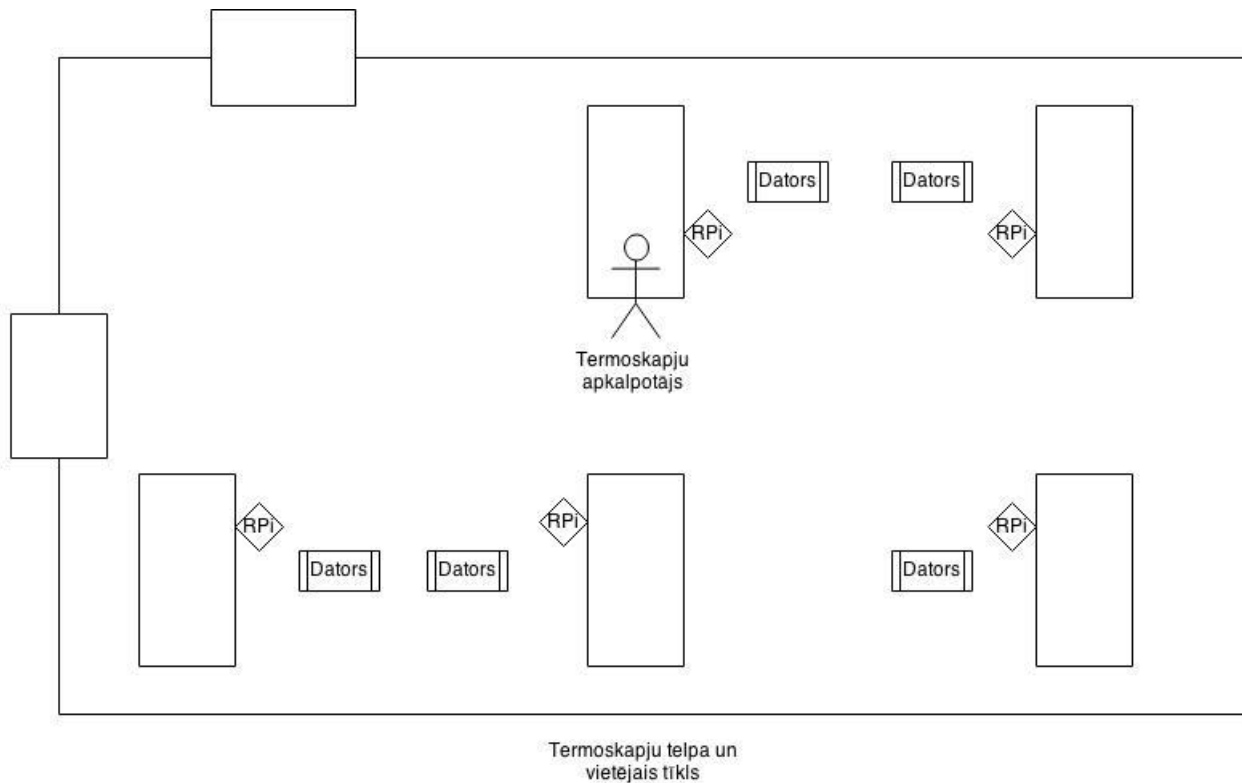 Dators
Dators
RPi
RPi
Termoskapju
apkalpotājs
RPi
RPi
RPi
Dators
Dators
Dators
Termoskapju telpa un
vietējais tīkls